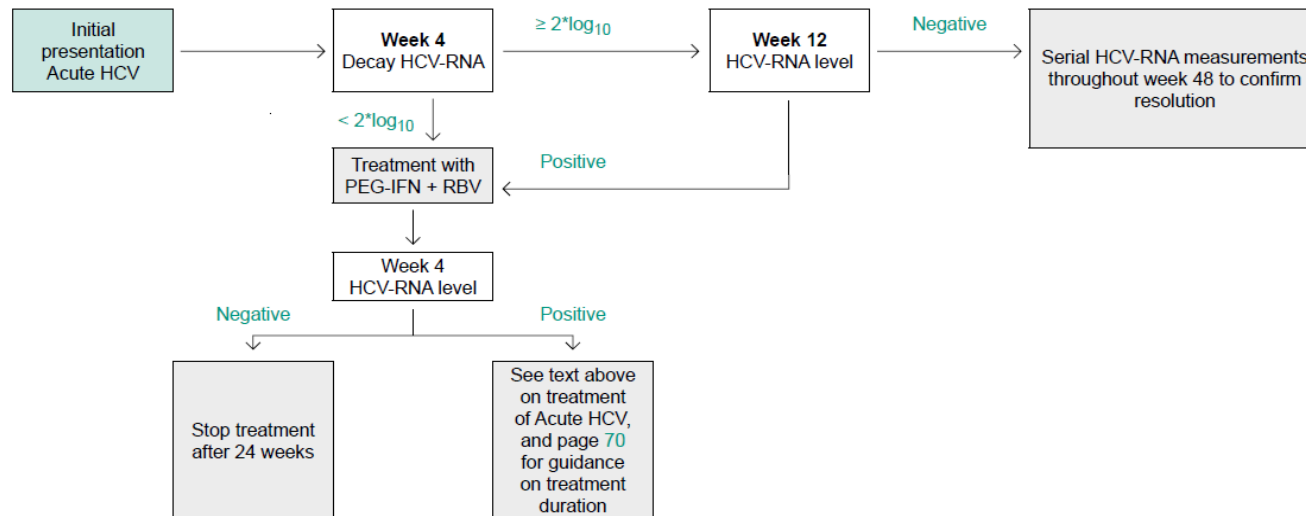 Initial
presentation
Acute HCV
Week 4
Decay HCV-RNA
≥ 2*log10
Week 12
HCV-RNA level
Negative
Serial HCV-RNA measurements
throughout week 48 to confirm
resolution
< 2*log10
Treatment with
PEG-IFN + RBV
Positive
Week 4
HCV-RNA level
Negative
Positive
Stop treatment
after 24 weeks
See text above
on treatment
of Acute HCV,
and page 70
for guidance
on treatment
duration